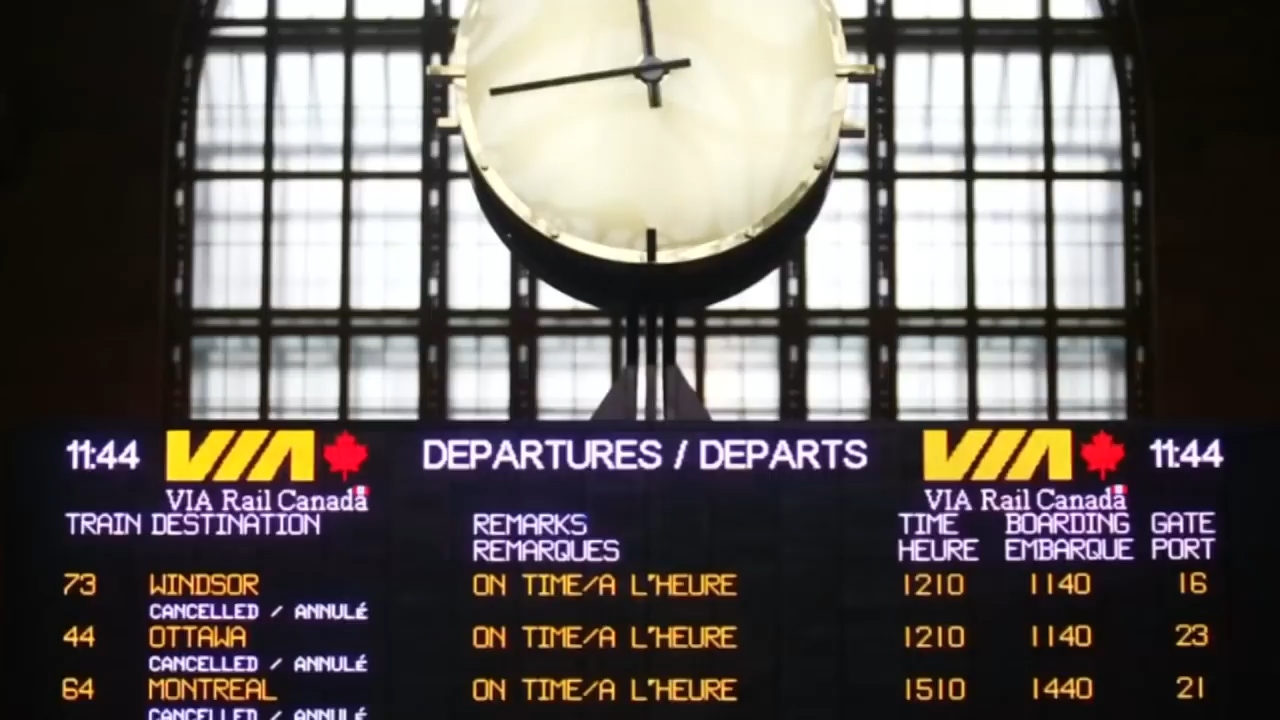 11:44 VIA DEPARTURES / DEPARTS VIA 11:44
VIA Rail Canada VIA Rail Canada
TRAIN DESTINATION REMARKS TIME BOARDING GATE
REMARQUES HEURE EMBARQUE PORT
73 WINDSOR ON TIME/A L'HEURE 1210 1140 16
CANCELLED / ANNULÉ
44 OTTAWA ON TIME/A L'HEURE 1210 1140 23
CANCELLED / ANNULÉ
64 MONTREAL ON TIME/A L'HEURE 1510 1440 21
CANCELLED / ANNULÉ